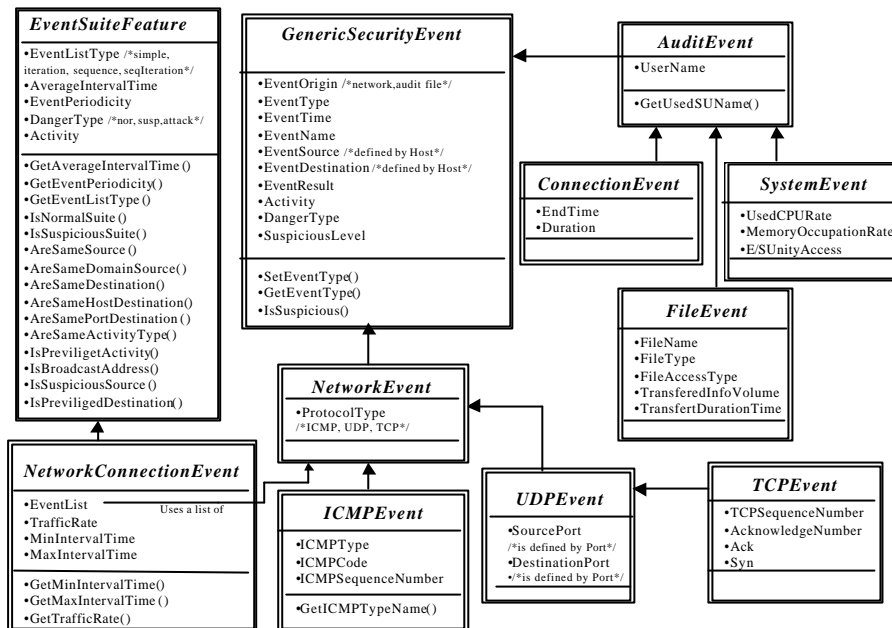 EventSuiteFeature
•EventListType /*simple,
iteration, sequence, seqIteration*/
•AverageIntervalTime
•EventPeriodicity
•DangerType /*nor, susp,attack*/
•Activity
•GetAverageIntervalTime()
•GetEventPeriodicity()
•GetEventListType()
•IsNormalSuite()
•IsSuspiciousSuite()
•AreSameSource()
•AreSameDomainSource()
•AreSameDestination()
•AreSameHostDestination()
•AreSamePortDestination()
•AreSameActivityType()
•IsPreviligetActivity()
•IsBroadcastAddress()
•IsSuspiciousSource()
•IsPreviligedDestination()
GenericSecurityEvent
•EventOrigin /*network,audit file*/
•EventType
•EventTime
•EventName
•EventSource /*defined by Host*/
•EventDestination /*defined by Host*/
•EventResult
•Activity
•DangerType
•SuspiciousLevel
•SetEventType()
•GetEventType()
•IsSuspicious()
AuditEvent
•UserName
•GetUsedSUName()
ConnectionEvent
•EndTime
•Duration
SystemEvent
•UsedCPURate
•MemoryOccupationRate
•E/SUnityAccess
FileEvent
•FileName
•FileType
•FileAccessType
•TransferedInfoVolume
•TransfertDurationTime
NetworkEvent
•ProtocolType
/*ICMP, UDP, TCP*/
NetworkConnectionEvent
•EventList
Uses a list of
•TrafficRate
•MinIntervalTime
•MaxIntervalTime
•GetMinIntervalTime()
•GetMaxIntervalTime()
•GetTrafficRate()
ICMPEvent
•ICMPType
•ICMPCode
•ICMPSequenceNumber
•GetICMPTypeName()
UDPEvent
•SourcePort
/*is defined by Port*/
•DestinationPort
•/*is defined by Port*/
TCPEvent
•TCPSequenceNumber
•AcknowledgeNumber
•Ack
•Syn